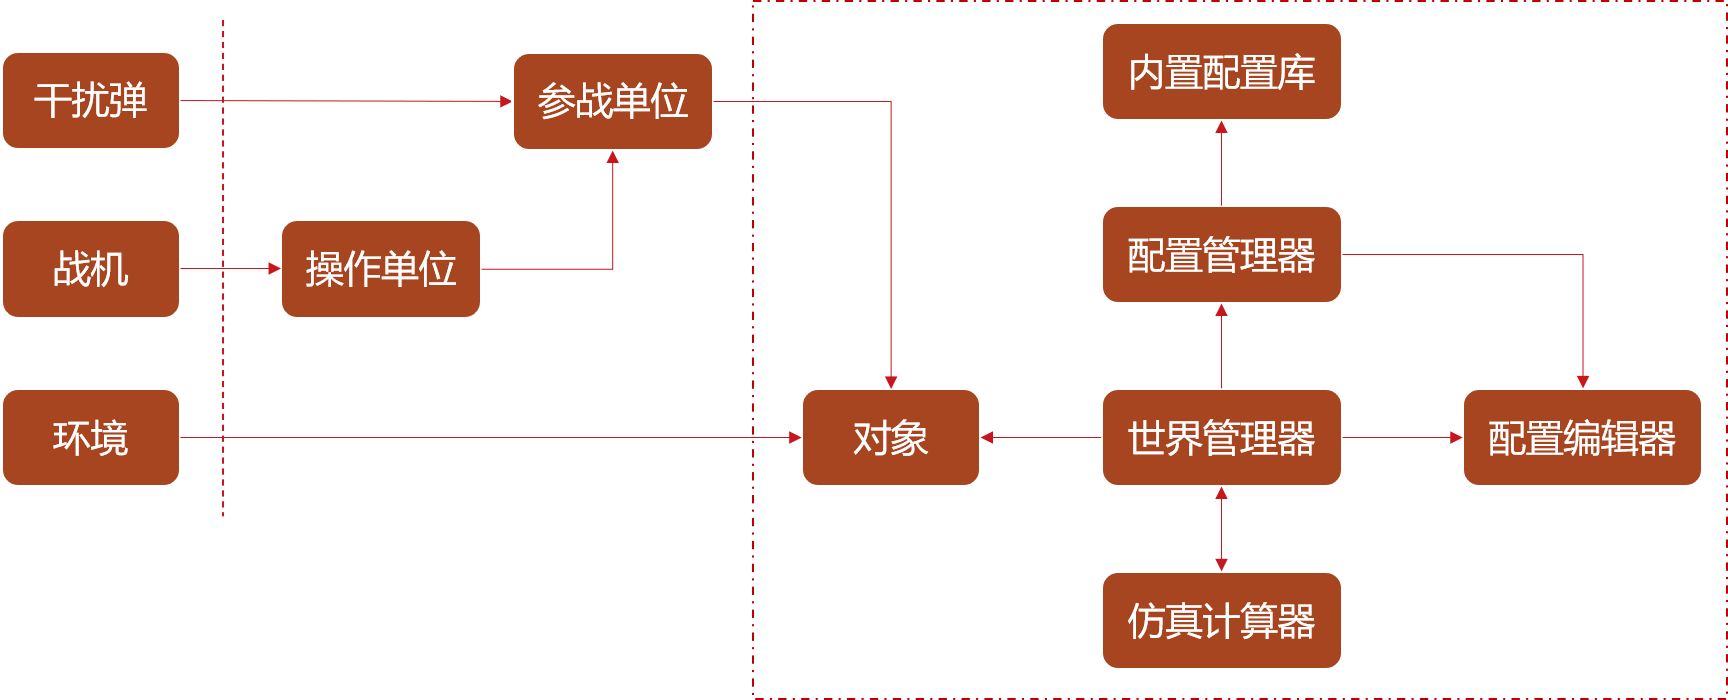 干扰弹
参战单位
内置配置库
战机
操作单位
配置管理器
环境
对象
世界管理器
配置编辑器
仿真计算器